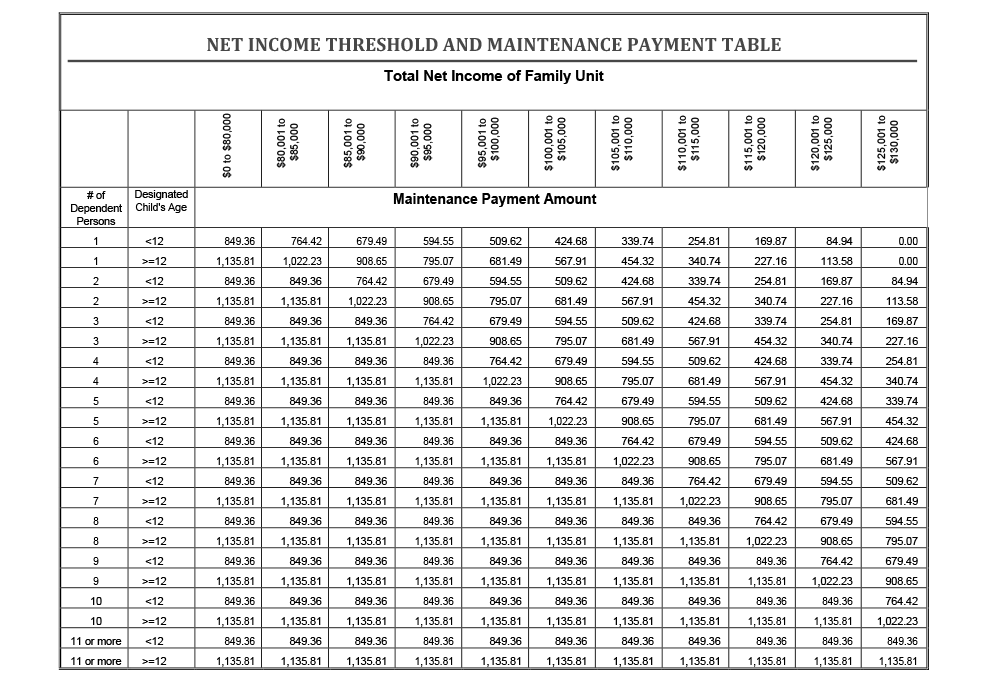 NET INCOME THRESHOLD AND MAINTENANCE PAYMENT TABLE
Total Net Income of Family Unit
$0 to $80,000
$80,001 to
$85,000
$85,001 to
$90,000
$90,001 to
$95,000
$95,001 to
$100,000
$100,001 to
$105,000
$105,001 to
$110,000
$110,001 to
$115,000
$115,001 to
$120,000
$120,001 to
$125,000
$125,001 to
$130,000
# of
Dependent
Persons
Designated
Child's Age
Maintenance Payment Amount
1 <12 849.36 764.42 679.49 594.55 509.62 424.68 339.74 254.81 169.87 84.94 0.00
1 >=12 1,135.81 1,022.23 908.65 795.07 681.49 567.91 454.32 340.74 227.16 113.58 0.00
2 <12 849.36 849.36 764.42 679.49 594.55 509.62 424.68 339.74 254.81 169.87 84.94
2 >=12 1,135.81 1,135.81 1,022.23 908.65 795.07 681.49 567.91 454.32 340.74 227.16 113.58
3 <12 849.36 849.36 849.36 764.42 679.49 594.55 509.62 424.68 339.74 254.81 169.87
3 >=12 1,135.81 1,135.81 1,135.81 1,022.23 908.65 795.07 681.49 567.91 454.32 340.74 227.16
4 <12 849.36 849.36 849.36 849.36 764.42 679.49 594.55 509.62 424.68 339.74 254.81
4 >=12 1,135.81 1,135.81 1,135.81 1,135.81 1,022.23 908.65 795.07 681.49 567.91 454.32 340.74
5 <12 849.36 849.36 849.36 849.36 849.36 764.42 679.49 594.55 509.62 424.68 339.74
5 >=12 1,135.81 1,135.81 1,135.81 1,135.81 1,135.81 1,022.23 908.65 795.07 681.49 567.91 454.32
6 <12 849.36 849.36 849.36 849.36 849.36 849.36 764.42 679.49 594.55 509.62 424.68
6 >=12 1,135.81 1,135.81 1,135.81 1,135.81 1,135.81 1,135.81 1,022.23 908.65 795.07 681.49 567.91
7 <12 849.36 849.36 849.36 849.36 849.36 849.36 849.36 764.42 679.49 594.55 509.62
7 >=12 1,135.81 1,135.81 1,135.81 1,135.81 1,135.81 1,135.81 1,135.81 1,022.23 908.65 795.07 681.49
8 <12 849.36 849.36 849.36 849.36 849.36 849.36 849.36 849.36 764.42 679.49 594.55
8 >=12 1,135.81 1,135.81 1,135.81 1,135.81 1,135.81 1,135.81 1,135.81 1,135.81 1,022.23 908.65 795.07
9 <12 849.36 849.36 849.36 849.36 849.36 849.36 849.36 849.36 849.36 764.42 679.49
9 >=12 1,135.81 1,135.81 1,135.81 1,135.81 1,135.81 1,135.81 1,135.81 1,135.81 1,135.81 1,022.23 908.65
10 <12 849.36 849.36 849.36 849.36 849.36 849.36 849.36 849.36 849.36 849.36 764.42
10 >=12 1,135.81 1,135.81 1,135.81 1,135.81 1,135.81 1,135.81 1,135.81 1,135.81 1,135.81 1,135.81 1,022.23
11 or more <12 849.36 849.36 849.36 849.36 849.36 849.36 849.36 849.36 849.36 849.36 849.36
11 or more >=12 1,135.81 1,135.81 1,135.81 1,135.81 1,135.81 1,135.81 1,135.81 1,135.81 1,135.81 1,135.81 1,135.81